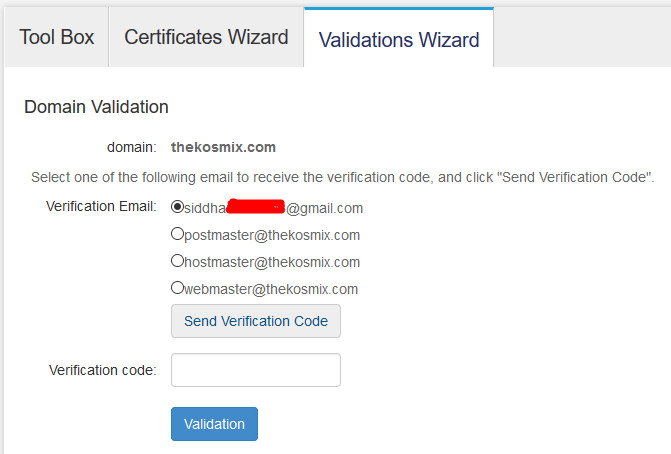 Tool Box Certificates Wizard Validations Wizard
Domain Validation
domain: thekosmix.com
Select one of the following email to receive the verification code, and click "Send Verification Code".
Verification Email: siddha @gmail.com
postmaster@thekosmix.com
hostmaster@thekosmix.com
webmaster@thekosmix.com
Send Verification Code
Verification code:
Validation